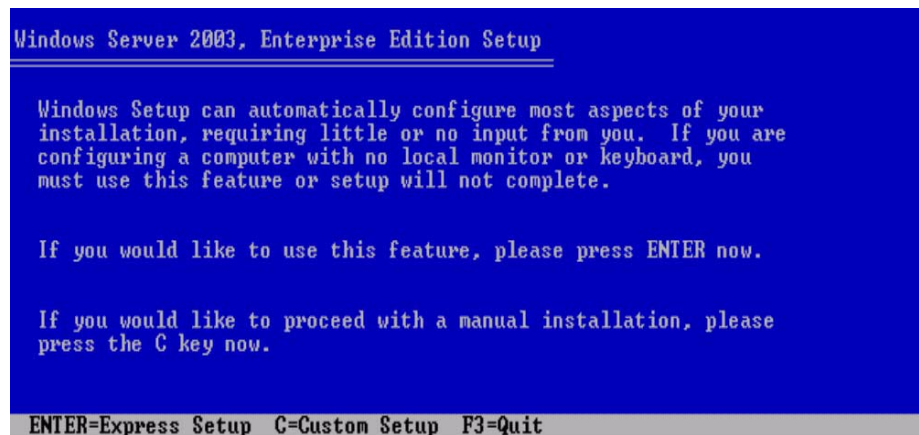 Windows Server 2003, Enterprise Edition Setup
Windows Setup can automatically configure most aspects of your
installation, requiring little or no input from you.  If you are
configuring a computer with no local monitor or keyboard, you
must use this feature or setup will not complete.
If you would like to use this feature, please press ENTER now.
If you would like to proceed with a manual installation, please
press the C key now.
ENTER=Express Setup  C=Custom Setup  F3=Quit